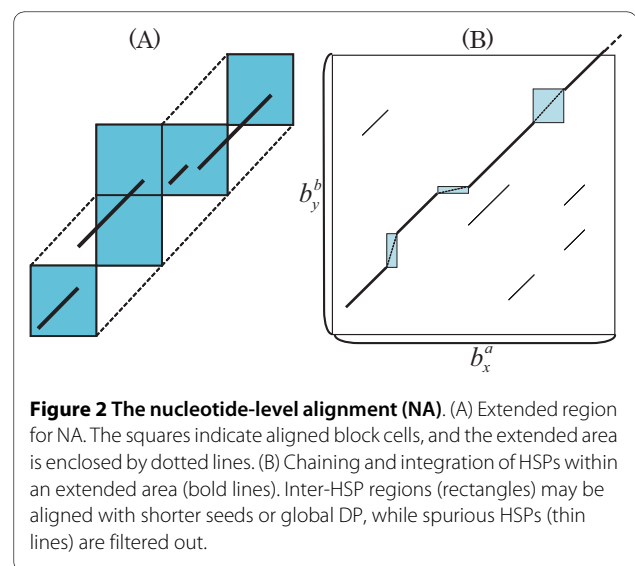 (A)
(B)
b_y^b
b_x^a
Figure 2 The nucleotide-level alignment (NA). (A) Extended region
for NA. The squares indicate aligned block cells, and the extended area
is enclosed by dotted lines. (B) Chaining and integration of HSPs within
an extended area (bold lines). Inter-HSP regions (rectangles) may be
aligned with shorter seeds or global DP, while spurious HSPs (thin
lines) are filtered out.